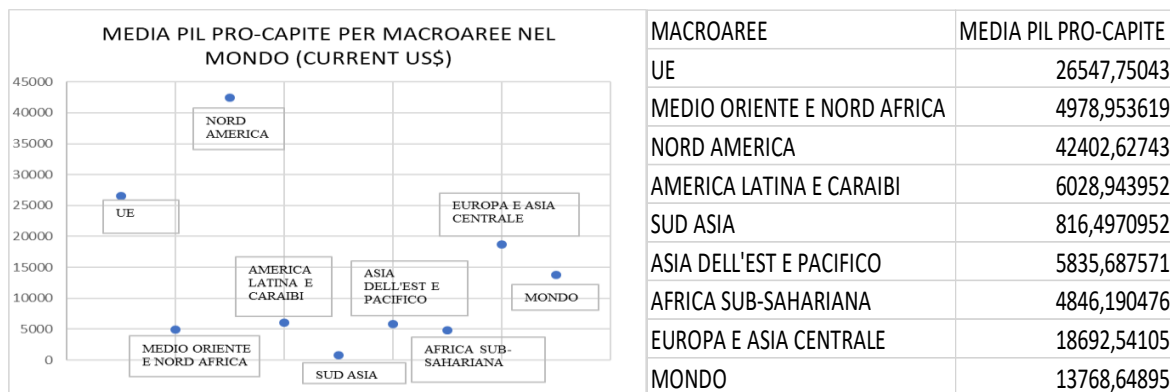 MEDIA PIL PRO-CAPITE PER MACROAREE NEL
MONDO (CURRENT US$)
45000
40000
35000
30000
25000
20000
15000
10000
5000
0
NORD
AMERICA
UE
EUROPA E ASIA
CENTRALE
AMERICA
LATINA E
CARAIBI
ASIA
DELL'EST E
PACIFICO
MONDO
MEDIO ORIENTE
E NORD AFRICA
SUD ASIA
AFRICA SUB-
SAHARIANA
MACROAREE MEDIA PIL PRO-CAPITE
UE 26547,75043
MEDIO ORIENTE E NORD AFRICA 4978,953619
NORD AMERICA 42402,62743
AMERICA LATINA E CARAIBI 6028,943952
SUD ASIA 816,4970952
ASIA DELL'EST E PACIFICO 5835,687571
AFRICA SUB-SAHARIANA 4846,190476
EUROPA E ASIA CENTRALE 18692,54105
MONDO 13768,64895